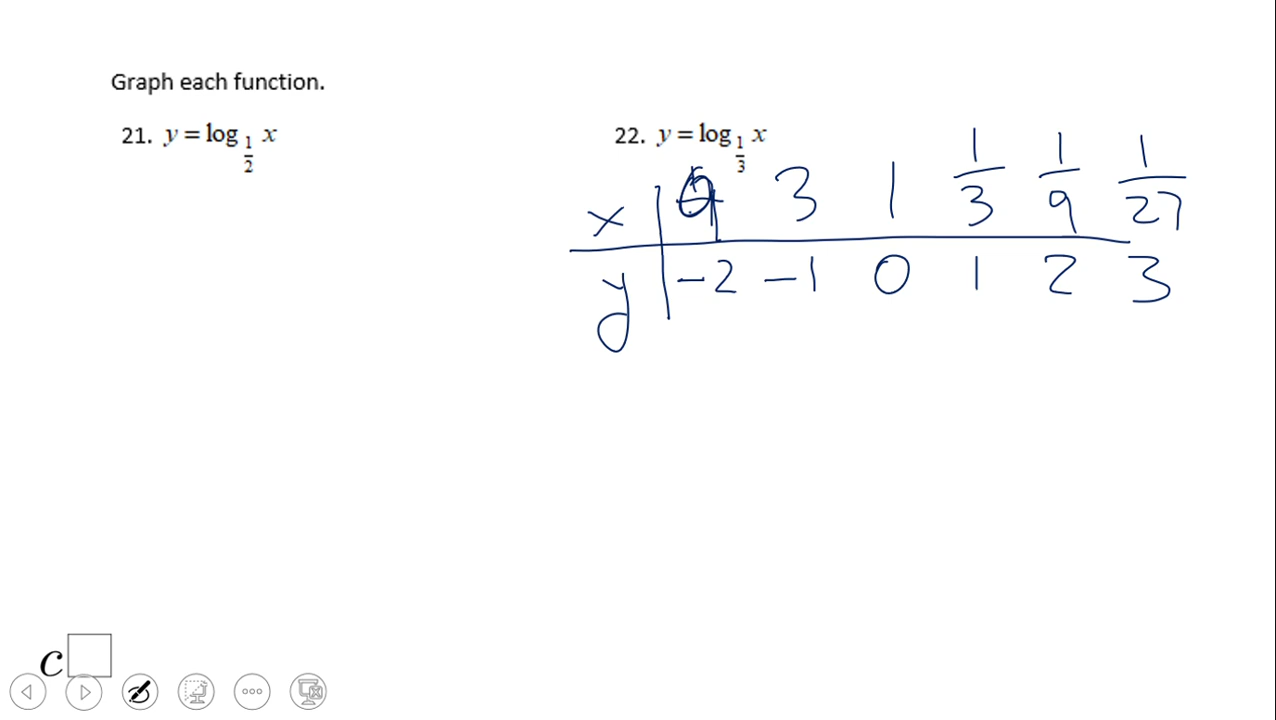 Graph each function.
21. y = log 1/2 x
22. y = log 1/3 x
x 3 1 1/3 1/9 1/27
y -2 -1 0 1 2 3
c